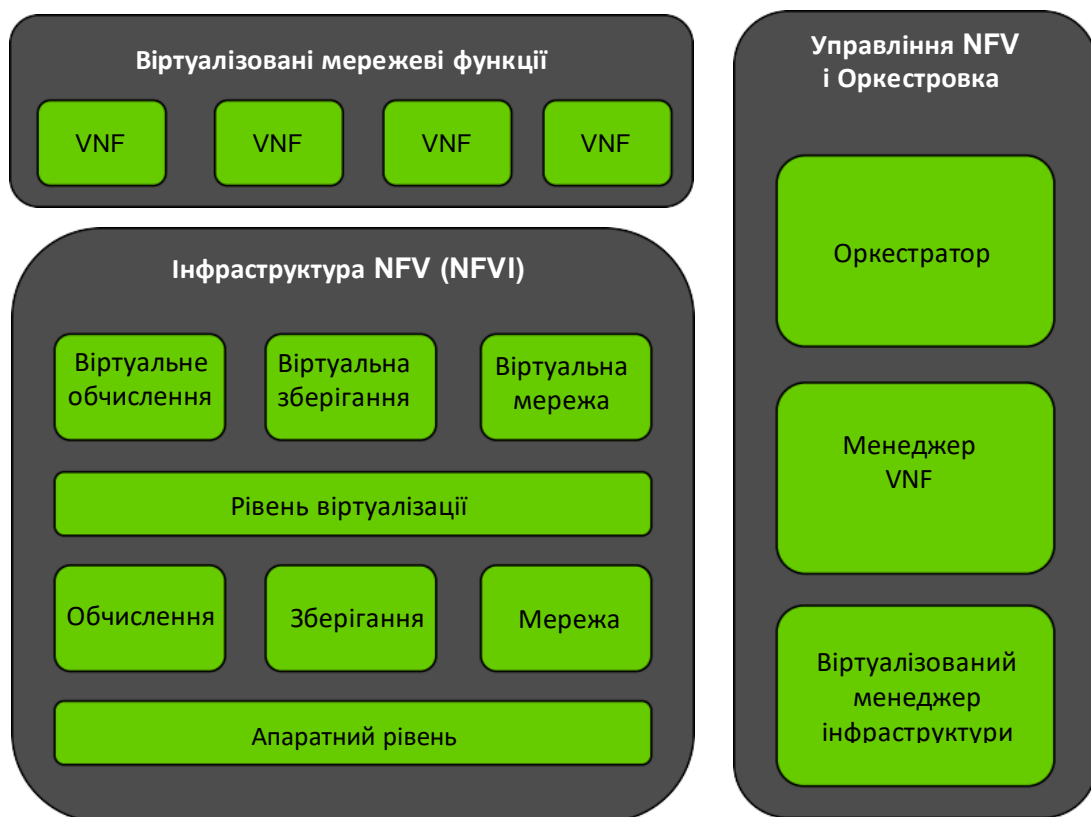 Віртуалізовані мережеві функції
VNF
VNF
VNF
VNF
Інфраструктура NFV (NFVI)
Віртуальне
обчислення
Віртуальна
зберігання
Віртуальна
мережа
Рівень віртуалізації
Обчислення
Зберігання
Мережа
Апаратний рівень
Управління NFV
і Оркестровка
Оркестратор
Менеджер
VNF
Віртуалізований
менеджер
інфраструктури